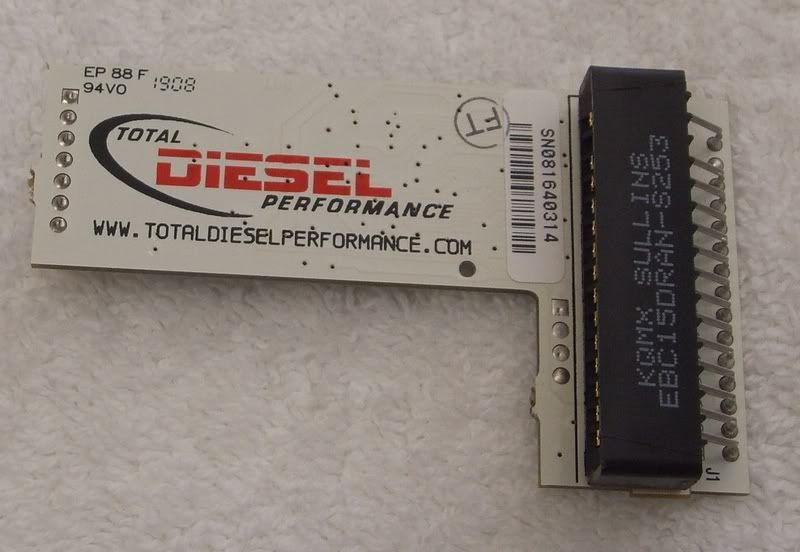 EP 88 F 1908
94V0
TOTAL
DIESEL
PERFORMANCE
WWW.TOTALDIESELPERFORMANCE.COM
FT
SN081640314
KQMX SULLINS
EBC15DRAN-S253
J1